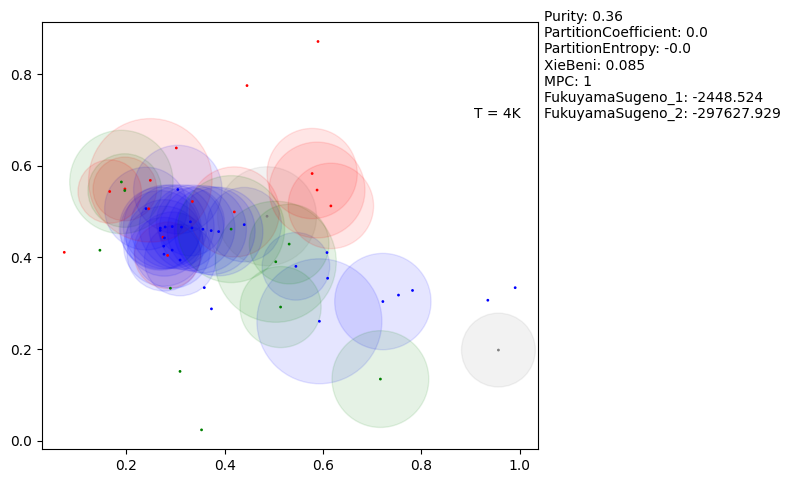 Purity: 0.36
PartitionCoefficient: 0.0
PartitionEntropy: -0.0
XieBeni: 0.085
MPC: 1
FukuyamaSugeno_1: -2448.524
FukuyamaSugeno_2: -297627.929
T = 4K
0.8
0.6
0.4
0.2
0.0
0.2 0.4 0.6 0.8 1.0